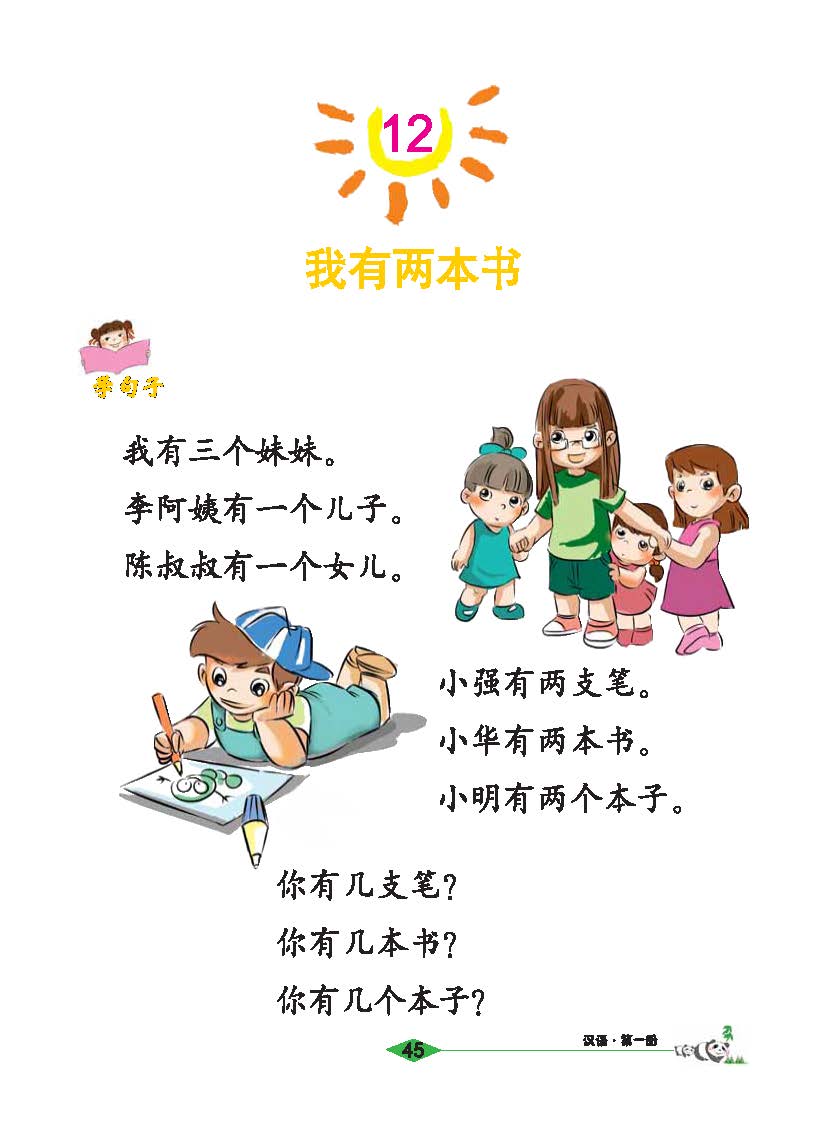 12
我有两本书
学句子
我有三个妹妹。
李阿姨有一个儿子。
陈叔叔有一个女儿。
小强有两支笔。
小华有两本书。
小明有两个本子。
你有几支笔？
你有几本书？
你有几个本子？
45
汉语·第一册